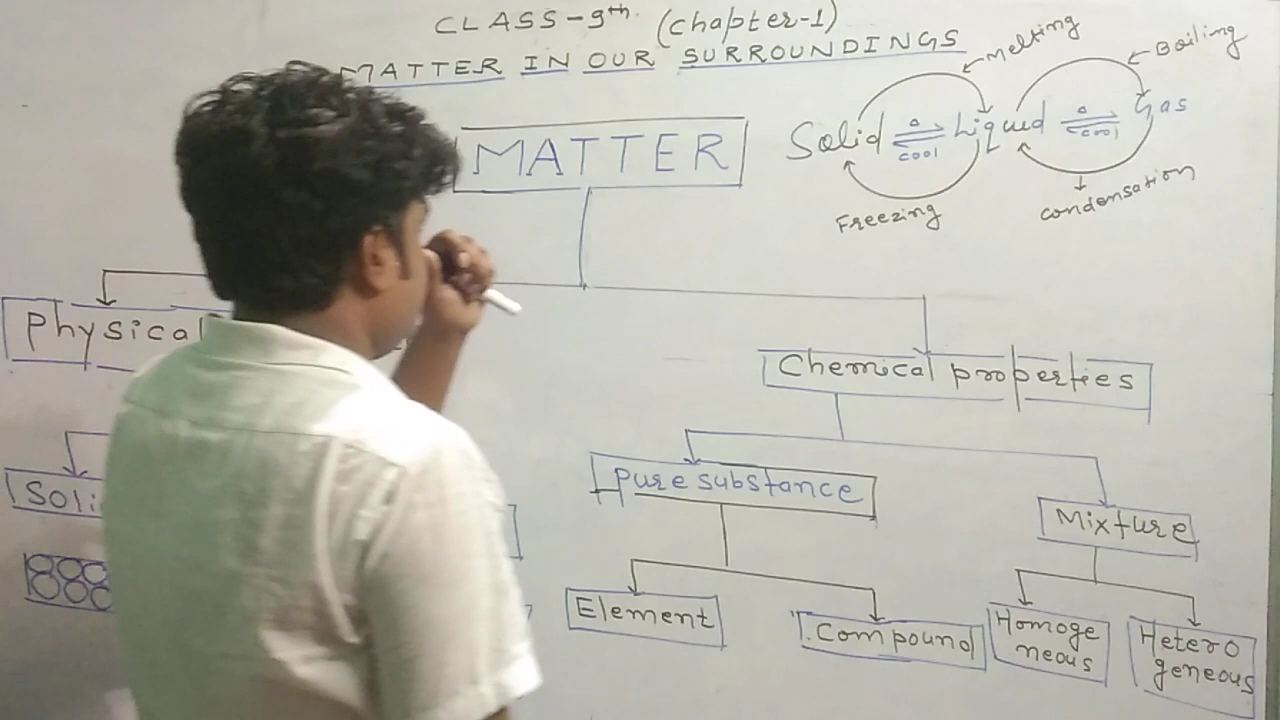 CLASS-9th. (chapter-1)
MATTER IN OUR SURROUNDINGS
melting
Boiling
MATTER
Solid Δ cool Liquid Δ cool Gas
Freezing
condensation
Physical
Chemical properties
Soli
Pure substance
Mixture
Element
Compound
Homoge
neous
Hetero
geneous